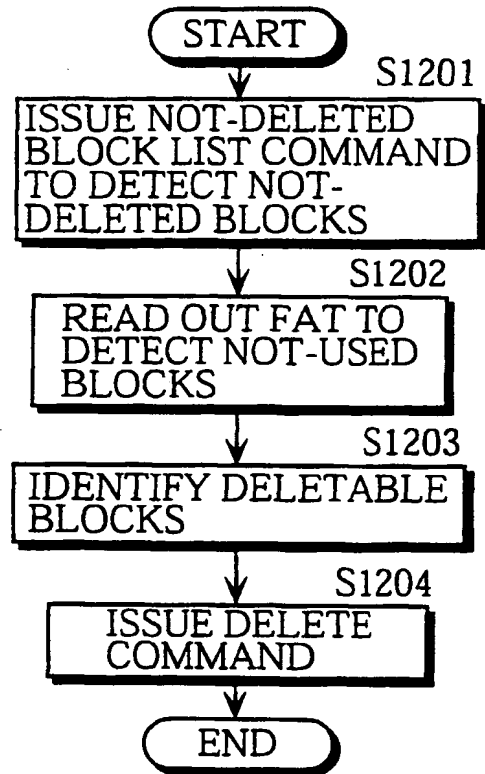 START
S1201
ISSUE NOT-DELETED
BLOCK LIST COMMAND
TO DETECT NOT-
DELETED BLOCKS
S1202
READ OUT FAT TO
DETECT NOT-USED
BLOCKS
S1203
IDENTIFY DELETABLE
BLOCKS
S1204
ISSUE DELETE
COMMAND
END